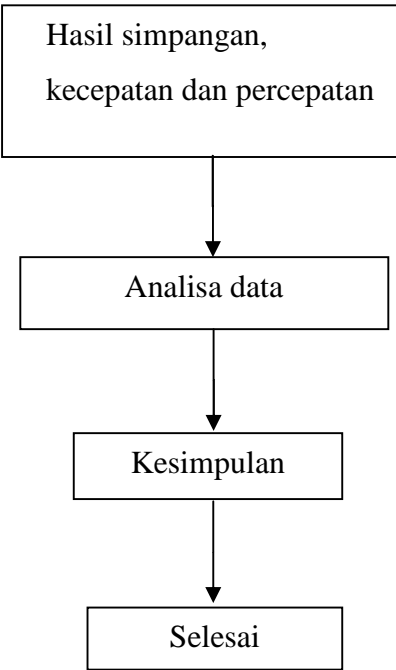 Hasil simpangan,
kecepatan dan percepatan
Analisa data
Kesimpulan
Selesai